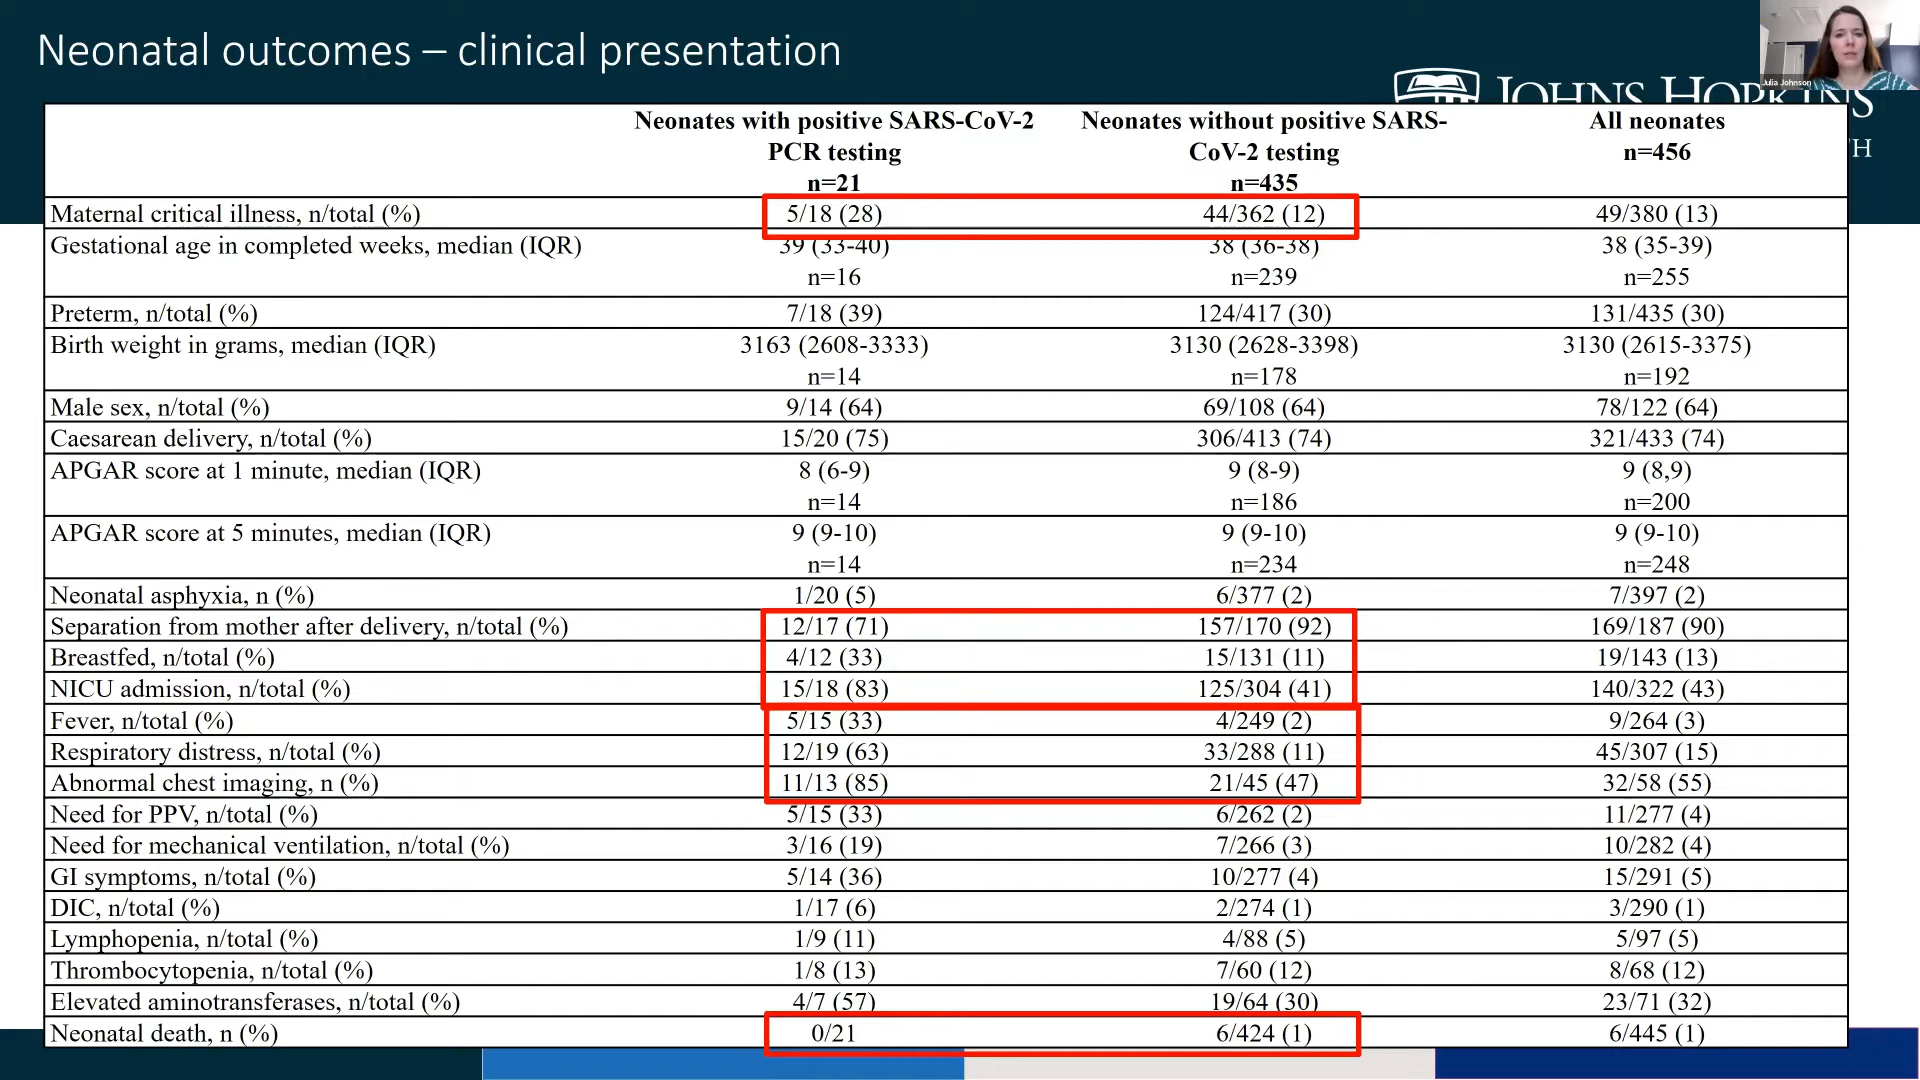 Neonatal outcomes – clinical presentation
Julia Johnson
JOHNS HOPKINS
TH
Neonates with positive SARS-CoV-2 PCR testing n=21 Neonates without positive SARS-CoV-2 testing n=435 All neonates n=456
Maternal critical illness, n/total (%) 5/18 (28) 44/362 (12) 49/380 (13)
Gestational age in completed weeks, median (IQR) 39 (33-40) 38 (36-38) 38 (35-39)
n=16 n=239 n=255
Preterm, n/total (%) 7/18 (39) 124/417 (30) 131/435 (30)
Birth weight in grams, median (IQR) 3163 (2608-3333) 3130 (2628-3398) 3130 (2615-3375)
n=14 n=178 n=192
Male sex, n/total (%) 9/14 (64) 69/108 (64) 78/122 (64)
Caesarean delivery, n/total (%) 15/20 (75) 306/413 (74) 321/433 (74)
APGAR score at 1 minute, median (IQR) 8 (6-9) 9 (8-9) 9 (8,9)
n=14 n=186 n=200
APGAR score at 5 minutes, median (IQR) 9 (9-10) 9 (9-10) 9 (9-10)
n=14 n=234 n=248
Neonatal asphyxia, n (%) 1/20 (5) 6/377 (2) 7/397 (2)
Separation from mother after delivery, n/total (%) 12/17 (71) 157/170 (92) 169/187 (90)
Breastfed, n/total (%) 4/12 (33) 15/131 (11) 19/143 (13)
NICU admission, n/total (%) 15/18 (83) 125/304 (41) 140/322 (43)
Fever, n/total (%) 5/15 (33) 4/249 (2) 9/264 (3)
Respiratory distress, n/total (%) 12/19 (63) 33/288 (11) 45/307 (15)
Abnormal chest imaging, n (%) 11/13 (85) 21/45 (47) 32/58 (55)
Need for PPV, n/total (%) 5/15 (33) 6/262 (2) 11/277 (4)
Need for mechanical ventilation, n/total (%) 3/16 (19) 7/266 (3) 10/282 (4)
GI symptoms, n/total (%) 5/14 (36) 10/277 (4) 15/291 (5)
DIC, n/total (%) 1/17 (6) 2/274 (1) 3/290 (1)
Lymphopenia, n/total (%) 1/9 (11) 4/88 (5) 5/97 (5)
Thrombocytopenia, n/total (%) 1/8 (13) 7/60 (12) 8/68 (12)
Elevated aminotransferases, n/total (%) 4/7 (57) 19/64 (30) 23/71 (32)
Neonatal death, n (%) 0/21 6/424 (1) 6/445 (1)